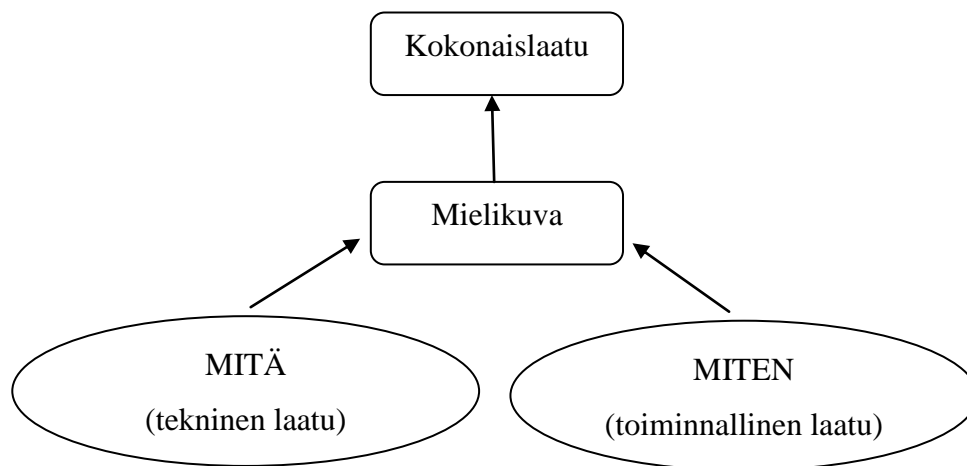 Kokonaislaatu
Mielikuva
MITÄ
(tekninen laatu)
MITEN
(toiminnallinen laatu)